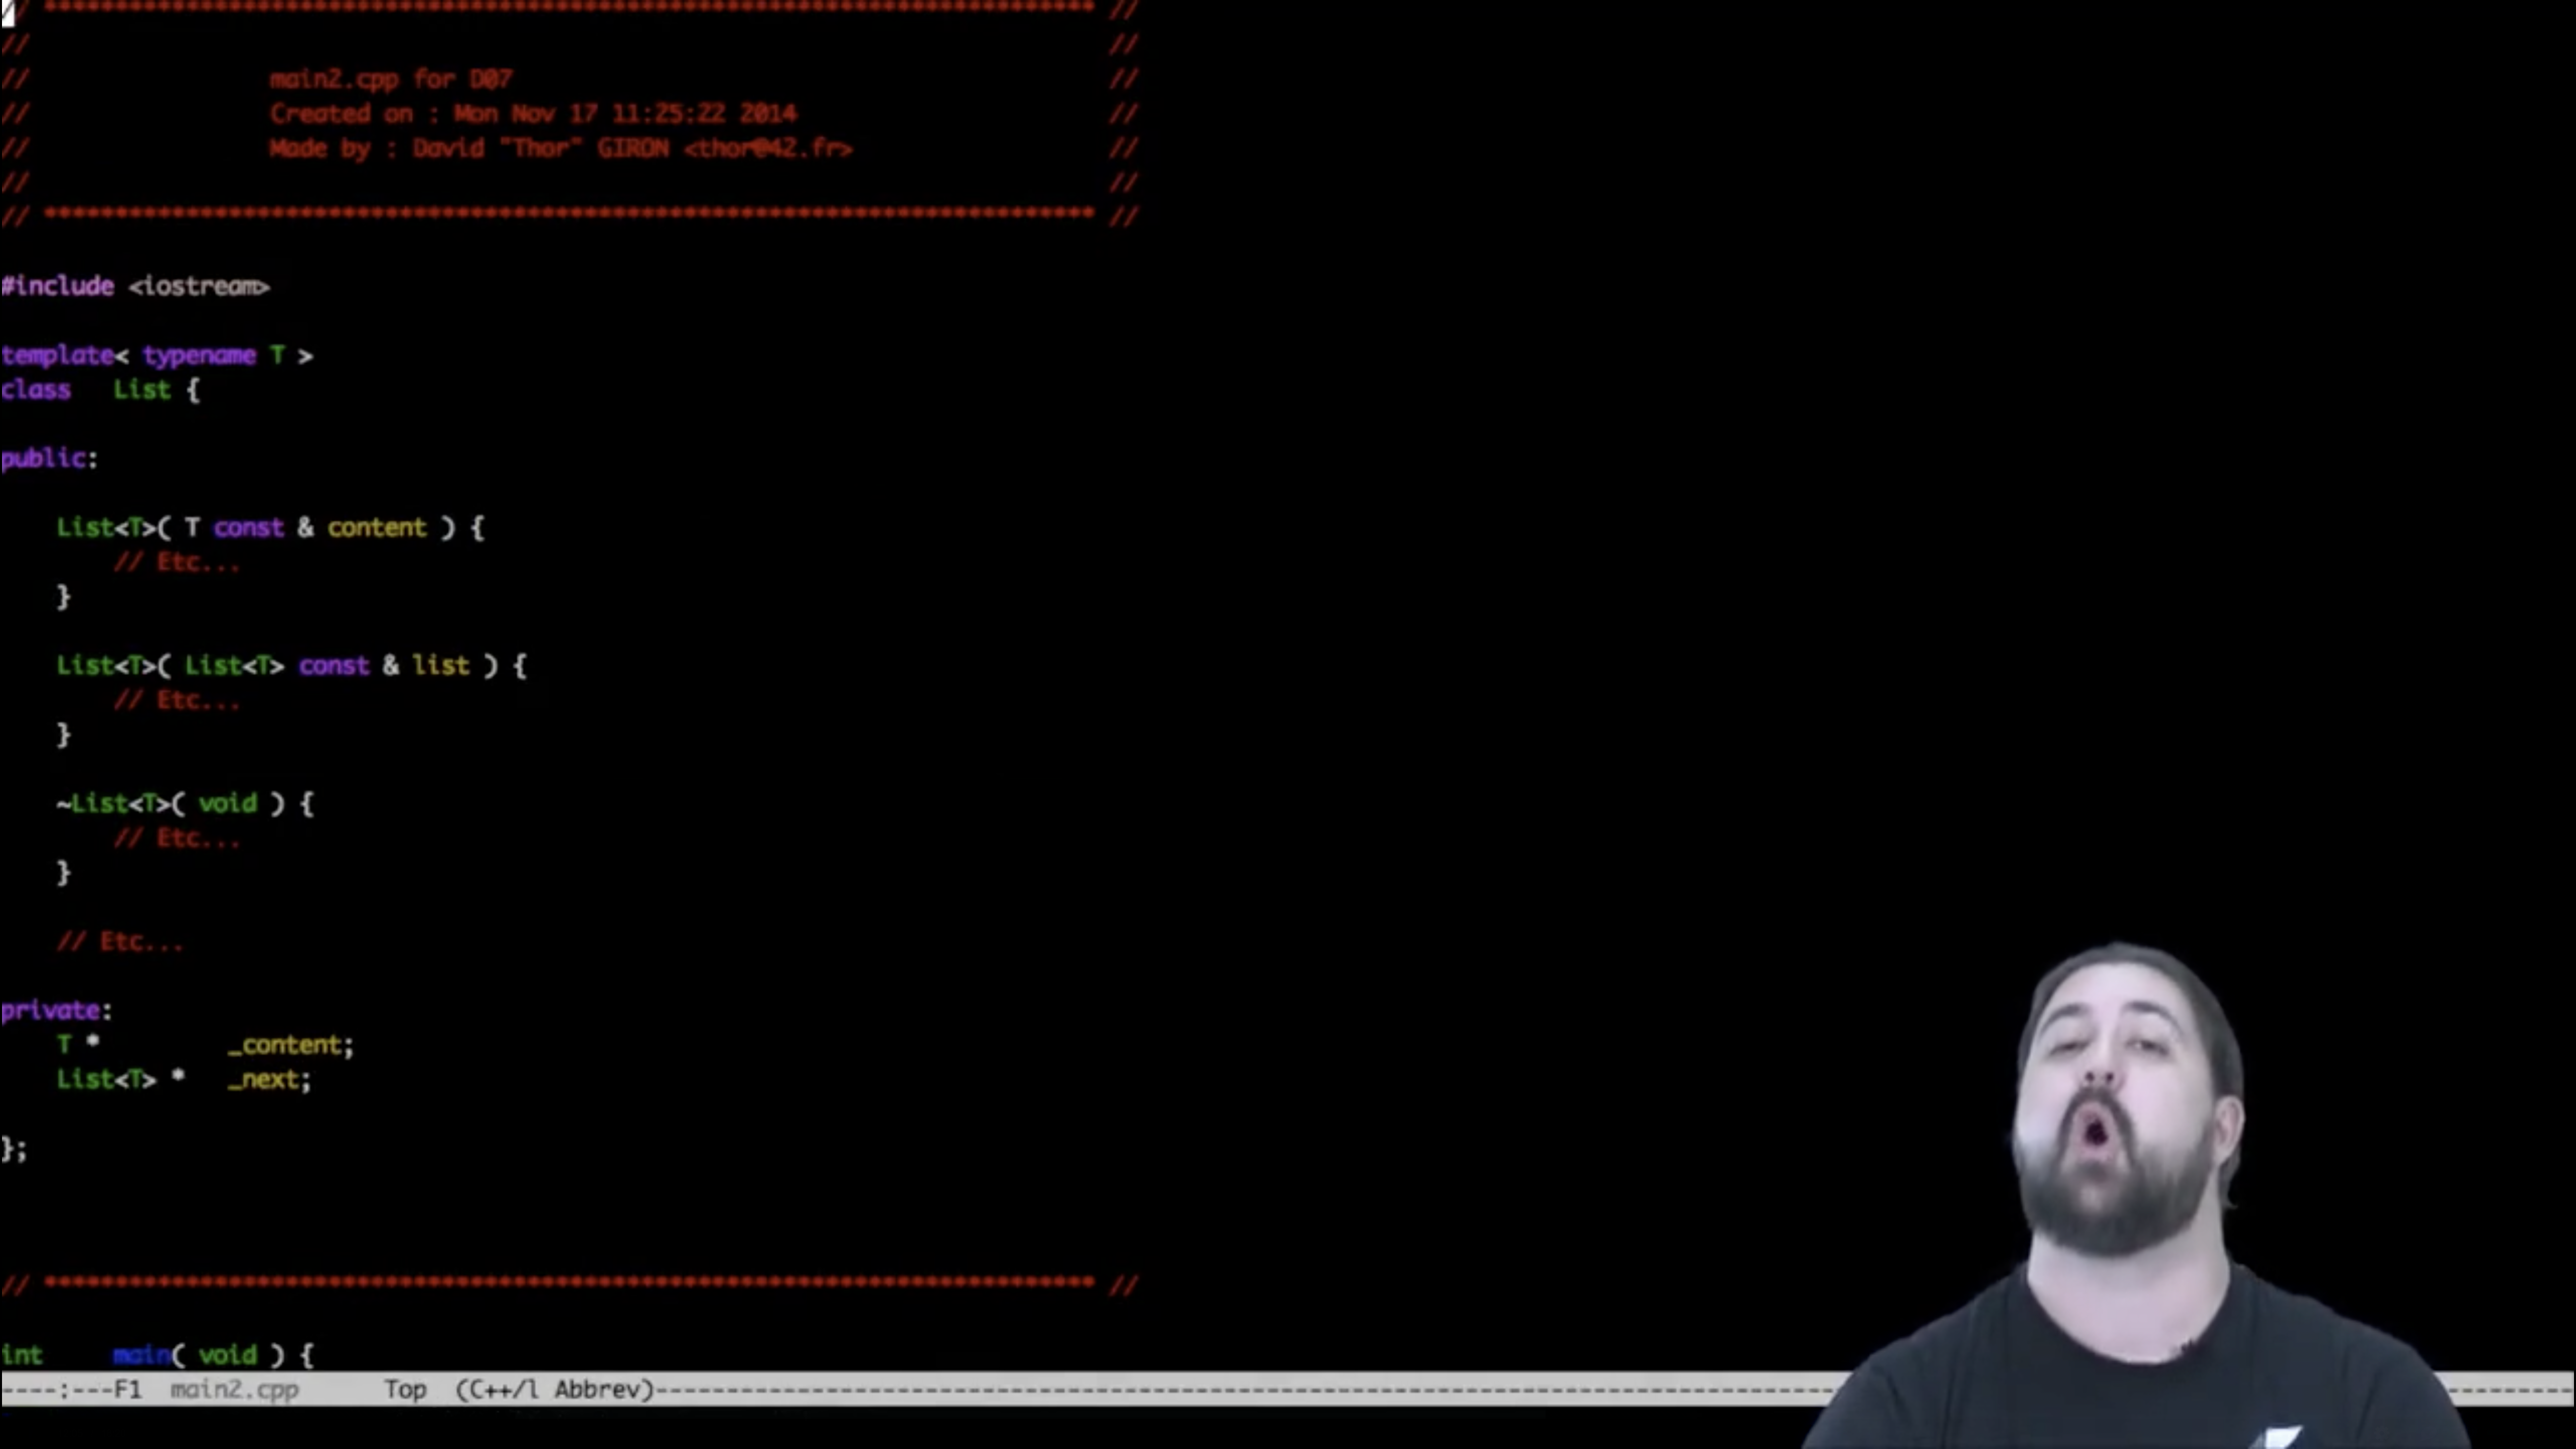 / ************************************************************************** //
// //
// main2.cpp for D07 //
// Created on : Mon Nov 17 11:25:22 2014 //
// Made by : David "Thor" GIRON <thor@42.fr> //
// //
// ************************************************************************** //
#include <iostream>
template< typename T >
class List {
public:
List<T>( T const & content ) {
// Etc...
}
List<T>( List<T> const & list ) {
// Etc...
}
~List<T>( void ) {
// Etc...
}
// Etc...
private:
T * _content;
List<T> * _next;
};
// ************************************************************************** //
int main( void ) {
----:---F1 main2.cpp Top (C++/l Abbrev)----------------------------------------------------------------